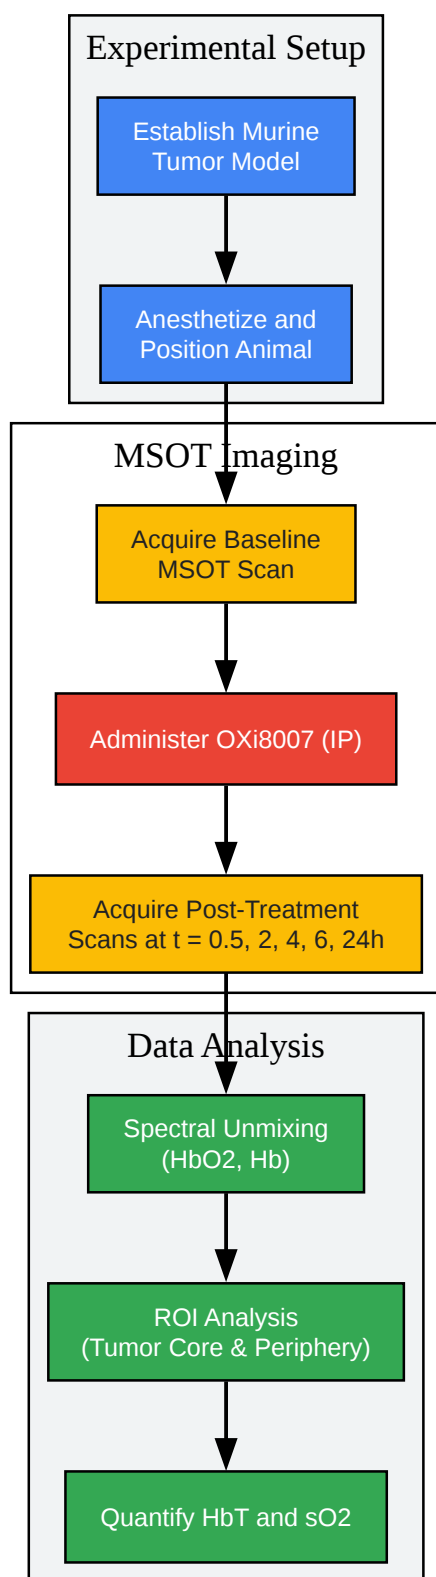 Experimental Setup
Establish Murine
Tumor Model
Anesthetize and
Position Animal
MSOT Imaging
Acquire Baseline
MSOT Scan
Administer OXi8007 (IP)
Acquire Post-Treatment
Scans at t = 0.5, 2, 4, 6, 24h
Data Analysis
Spectral Unmixing
(HbO2, Hb)
ROI Analysis
(Tumor Core & Periphery)
Quantify HbT and sO2